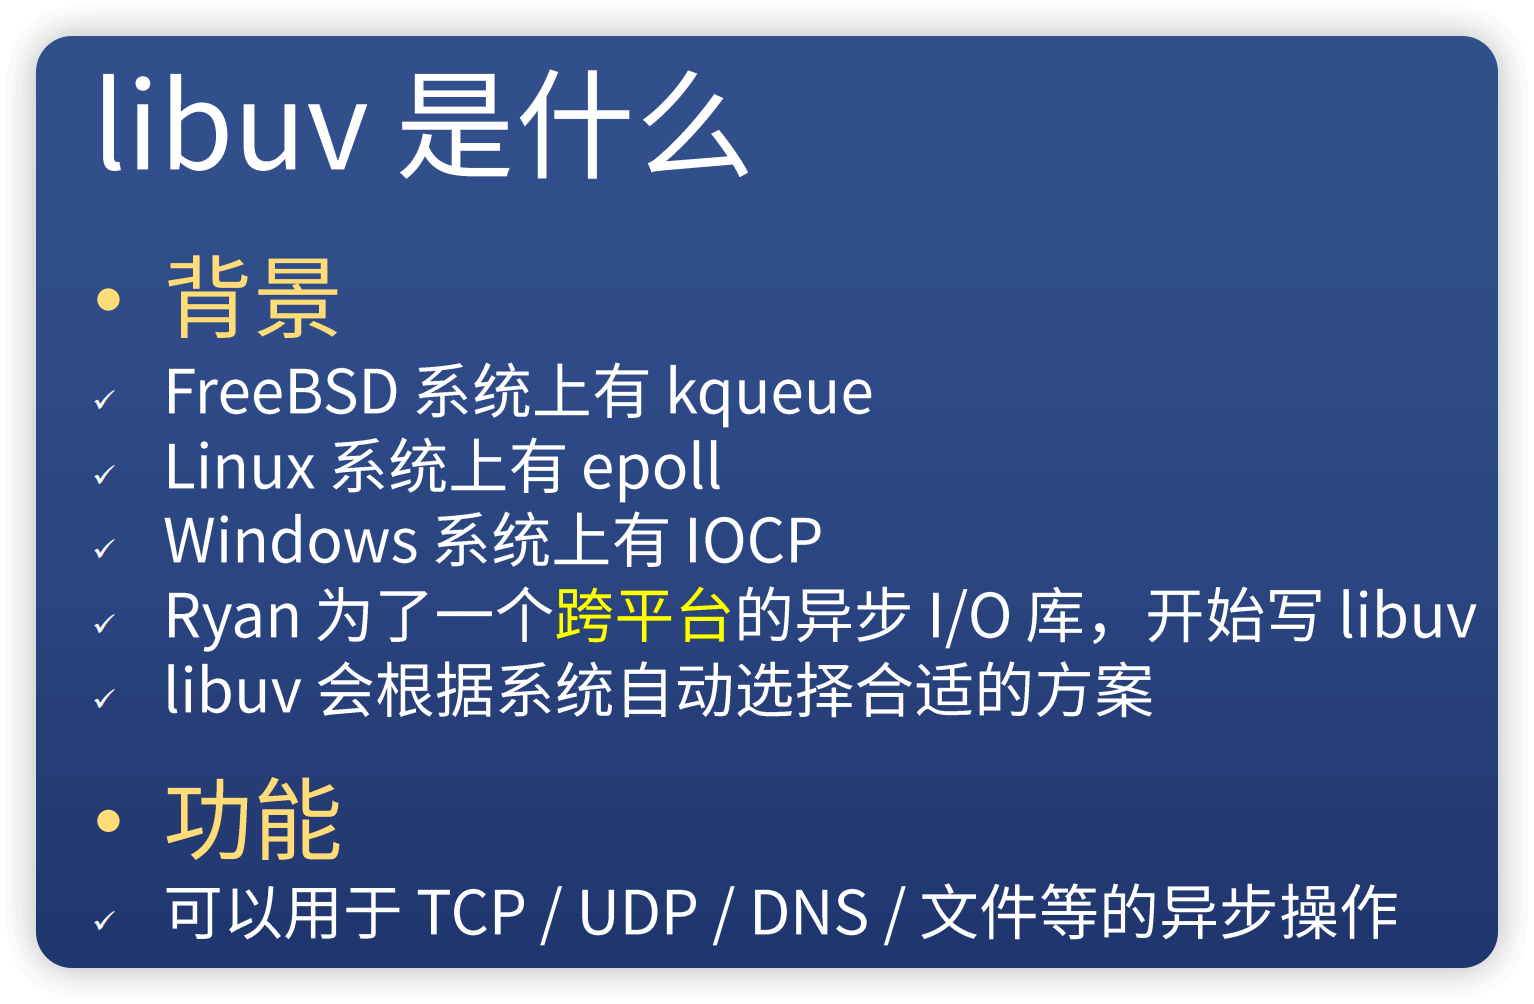 libuv 是什么
• 背景
✓ FreeBSD 系统上有 kqueue
✓ Linux 系统上有 epoll
✓ Windows 系统上有 IOCP
✓ Ryan 为了一个跨平台的异步 I/O 库，开始写 libuv
✓ libuv 会根据系统自动选择合适的方案
• 功能
✓ 可以用于 TCP / UDP / DNS / 文件等的异步操作